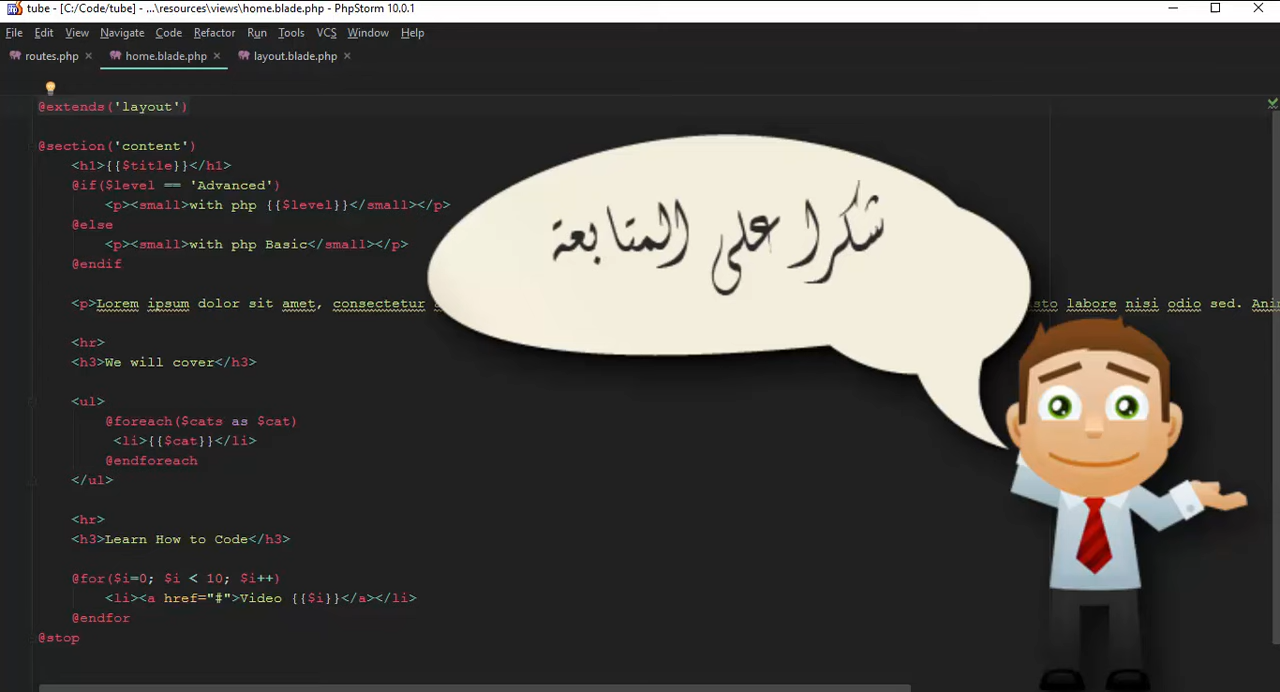 tube - [C:/Code/tube] - ...\resources\views\home.blade.php - PhpStorm 10.0.1
File Edit View Navigate Code Refactor Run Tools VCS Window Help
routes.php home.blade.php layout.blade.php
@extends('layout')
@section('content')
<h1>{{$title}}</h1>
@if($level == 'Advanced')
<p><small>with php {{$level}}</small></p>
@else
<p><small>with php Basic</small></p>
@endif
<p>Lorem ipsum dolor sit amet, consectetur
labore nisi odio sed.
<hr>
<h3>We will cover</h3>
<ul>
@foreach($cats as $cat)
<li>{{$cat}}</li>
@endforeach
</ul>
<hr>
<h3>Learn How to Code</h3>
@for($i=0; $i < 10; $i++)
<li><a href="#">Video {{$i}}</a></li>
@endfor
@stop
شكرا على المتابعة